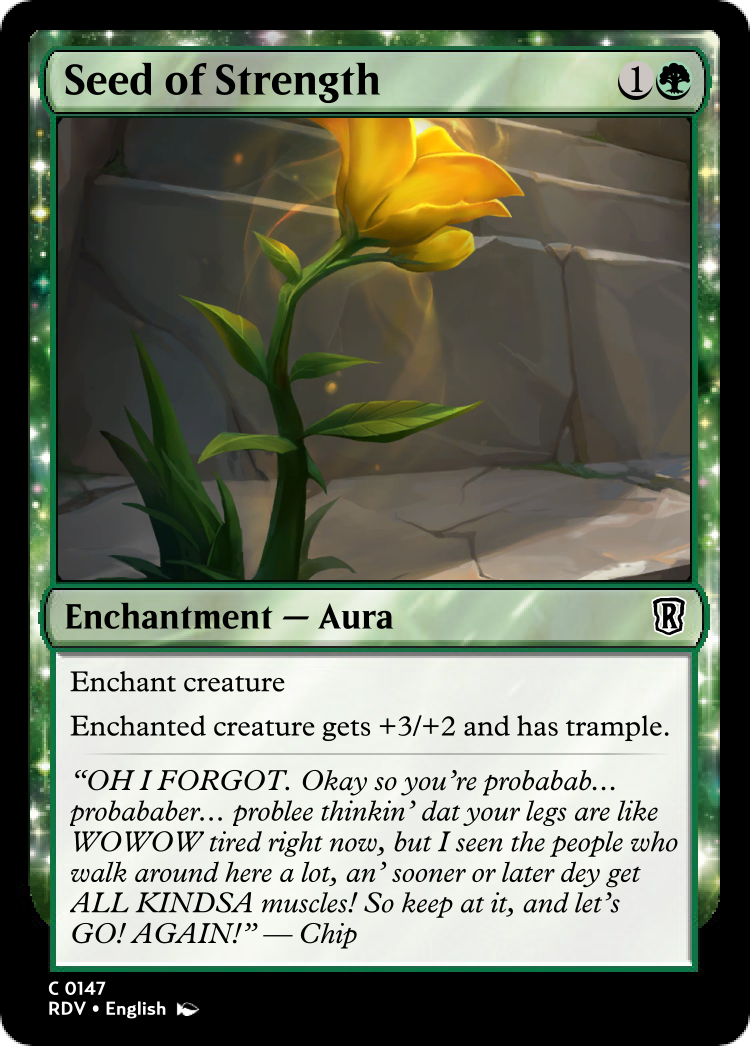 Seed of Strength 1
Enchantment — Aura R
Enchant creature
Enchanted creature gets +3/+2 and has trample.
“OH I FORGOT. Okay so you’re probabab…
probababer… problee thinkin’ dat your legs are like
WOWOW tired right now, but I seen the people who
walk around here a lot, an’ sooner or later dey get
ALL KINDSA muscles! So keep at it, and let’s
GO! AGAIN!” — Chip
C 0147
RDV • English